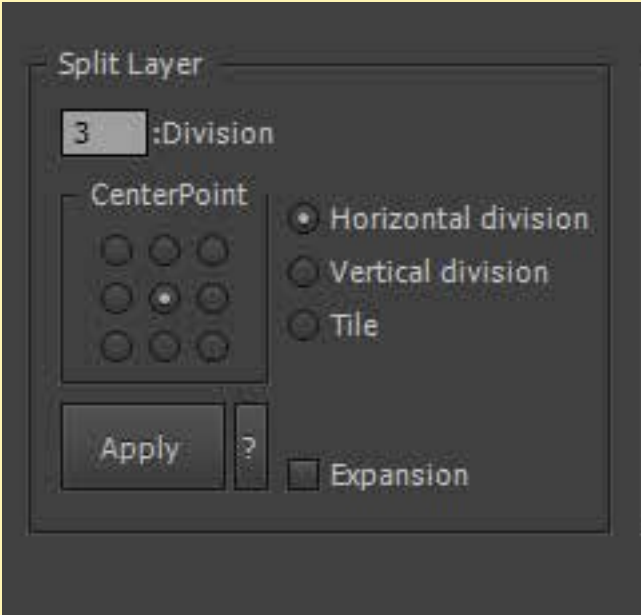 Split Layer
3 :Division
CenterPoint
Horizontal division
Vertical division
Tile
Apply ?
Expansion